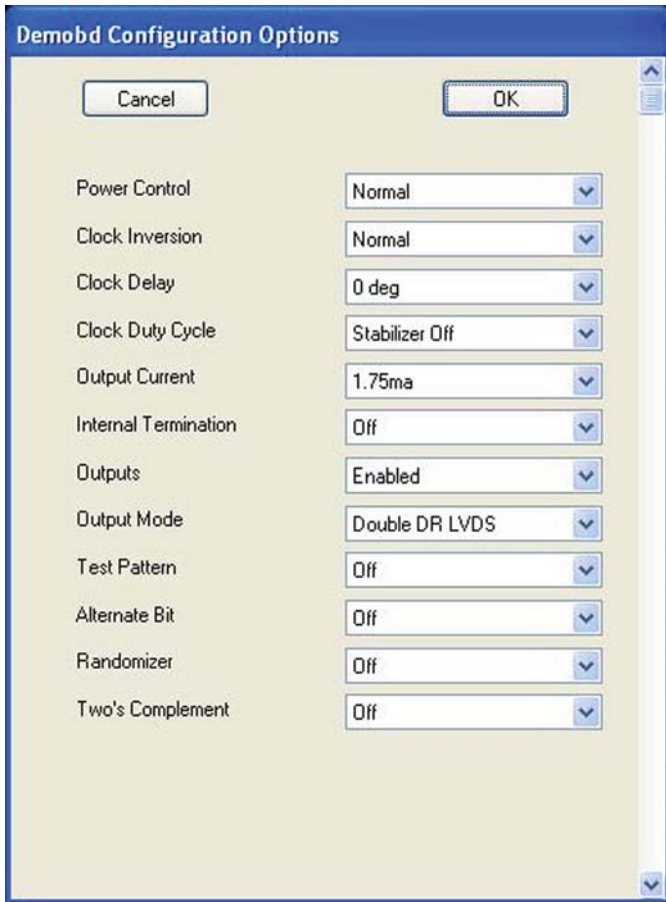 Demobd Configuration Options
Cancel OK
Power Control Normal
Clock Inversion Normal
Clock Delay 0 deg
Clock Duty Cycle Stabilizer Off
Output Current 1.75ma
Internal Termination Off
Outputs Enabled
Output Mode Double DR LVDS
Test Pattern Off
Alternate Bit Off
Randomizer Off
Two's Complement Off